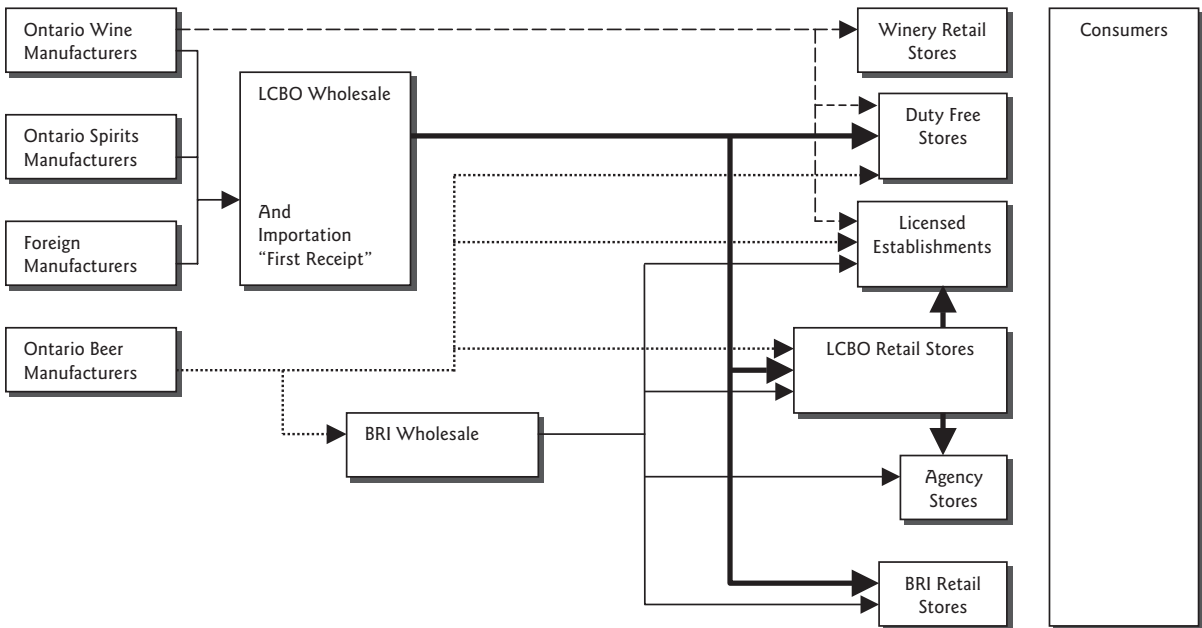 Ontario Wine
Manufacturers
Ontario Spirits
Manufacturers
Foreign
Manufacturers
Ontario Beer
Manufacturers
LCBO Wholesale
And
Importation
“First Receipt”
BRI Wholesale
Winery Retail
Stores
Duty Free
Stores
Licensed
Establishments
LCBO Retail Stores
Agency
Stores
BRI Retail
Stores
Consumers